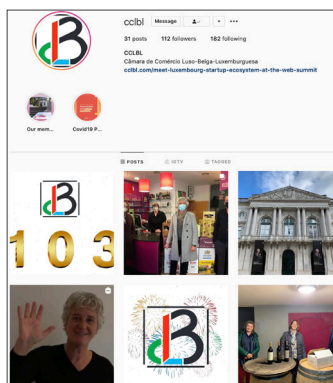 cclbl Message
31 posts 112 followers 182 following
CCLBL
Câmara de Comércio Luso-Belga-Luxemburguesa
cclbl.com/meet-luxembourg-startup-ecosystem-at-the-web-summit
Our mem... Covid19 P...
POSTS IGTV TAGGED
103